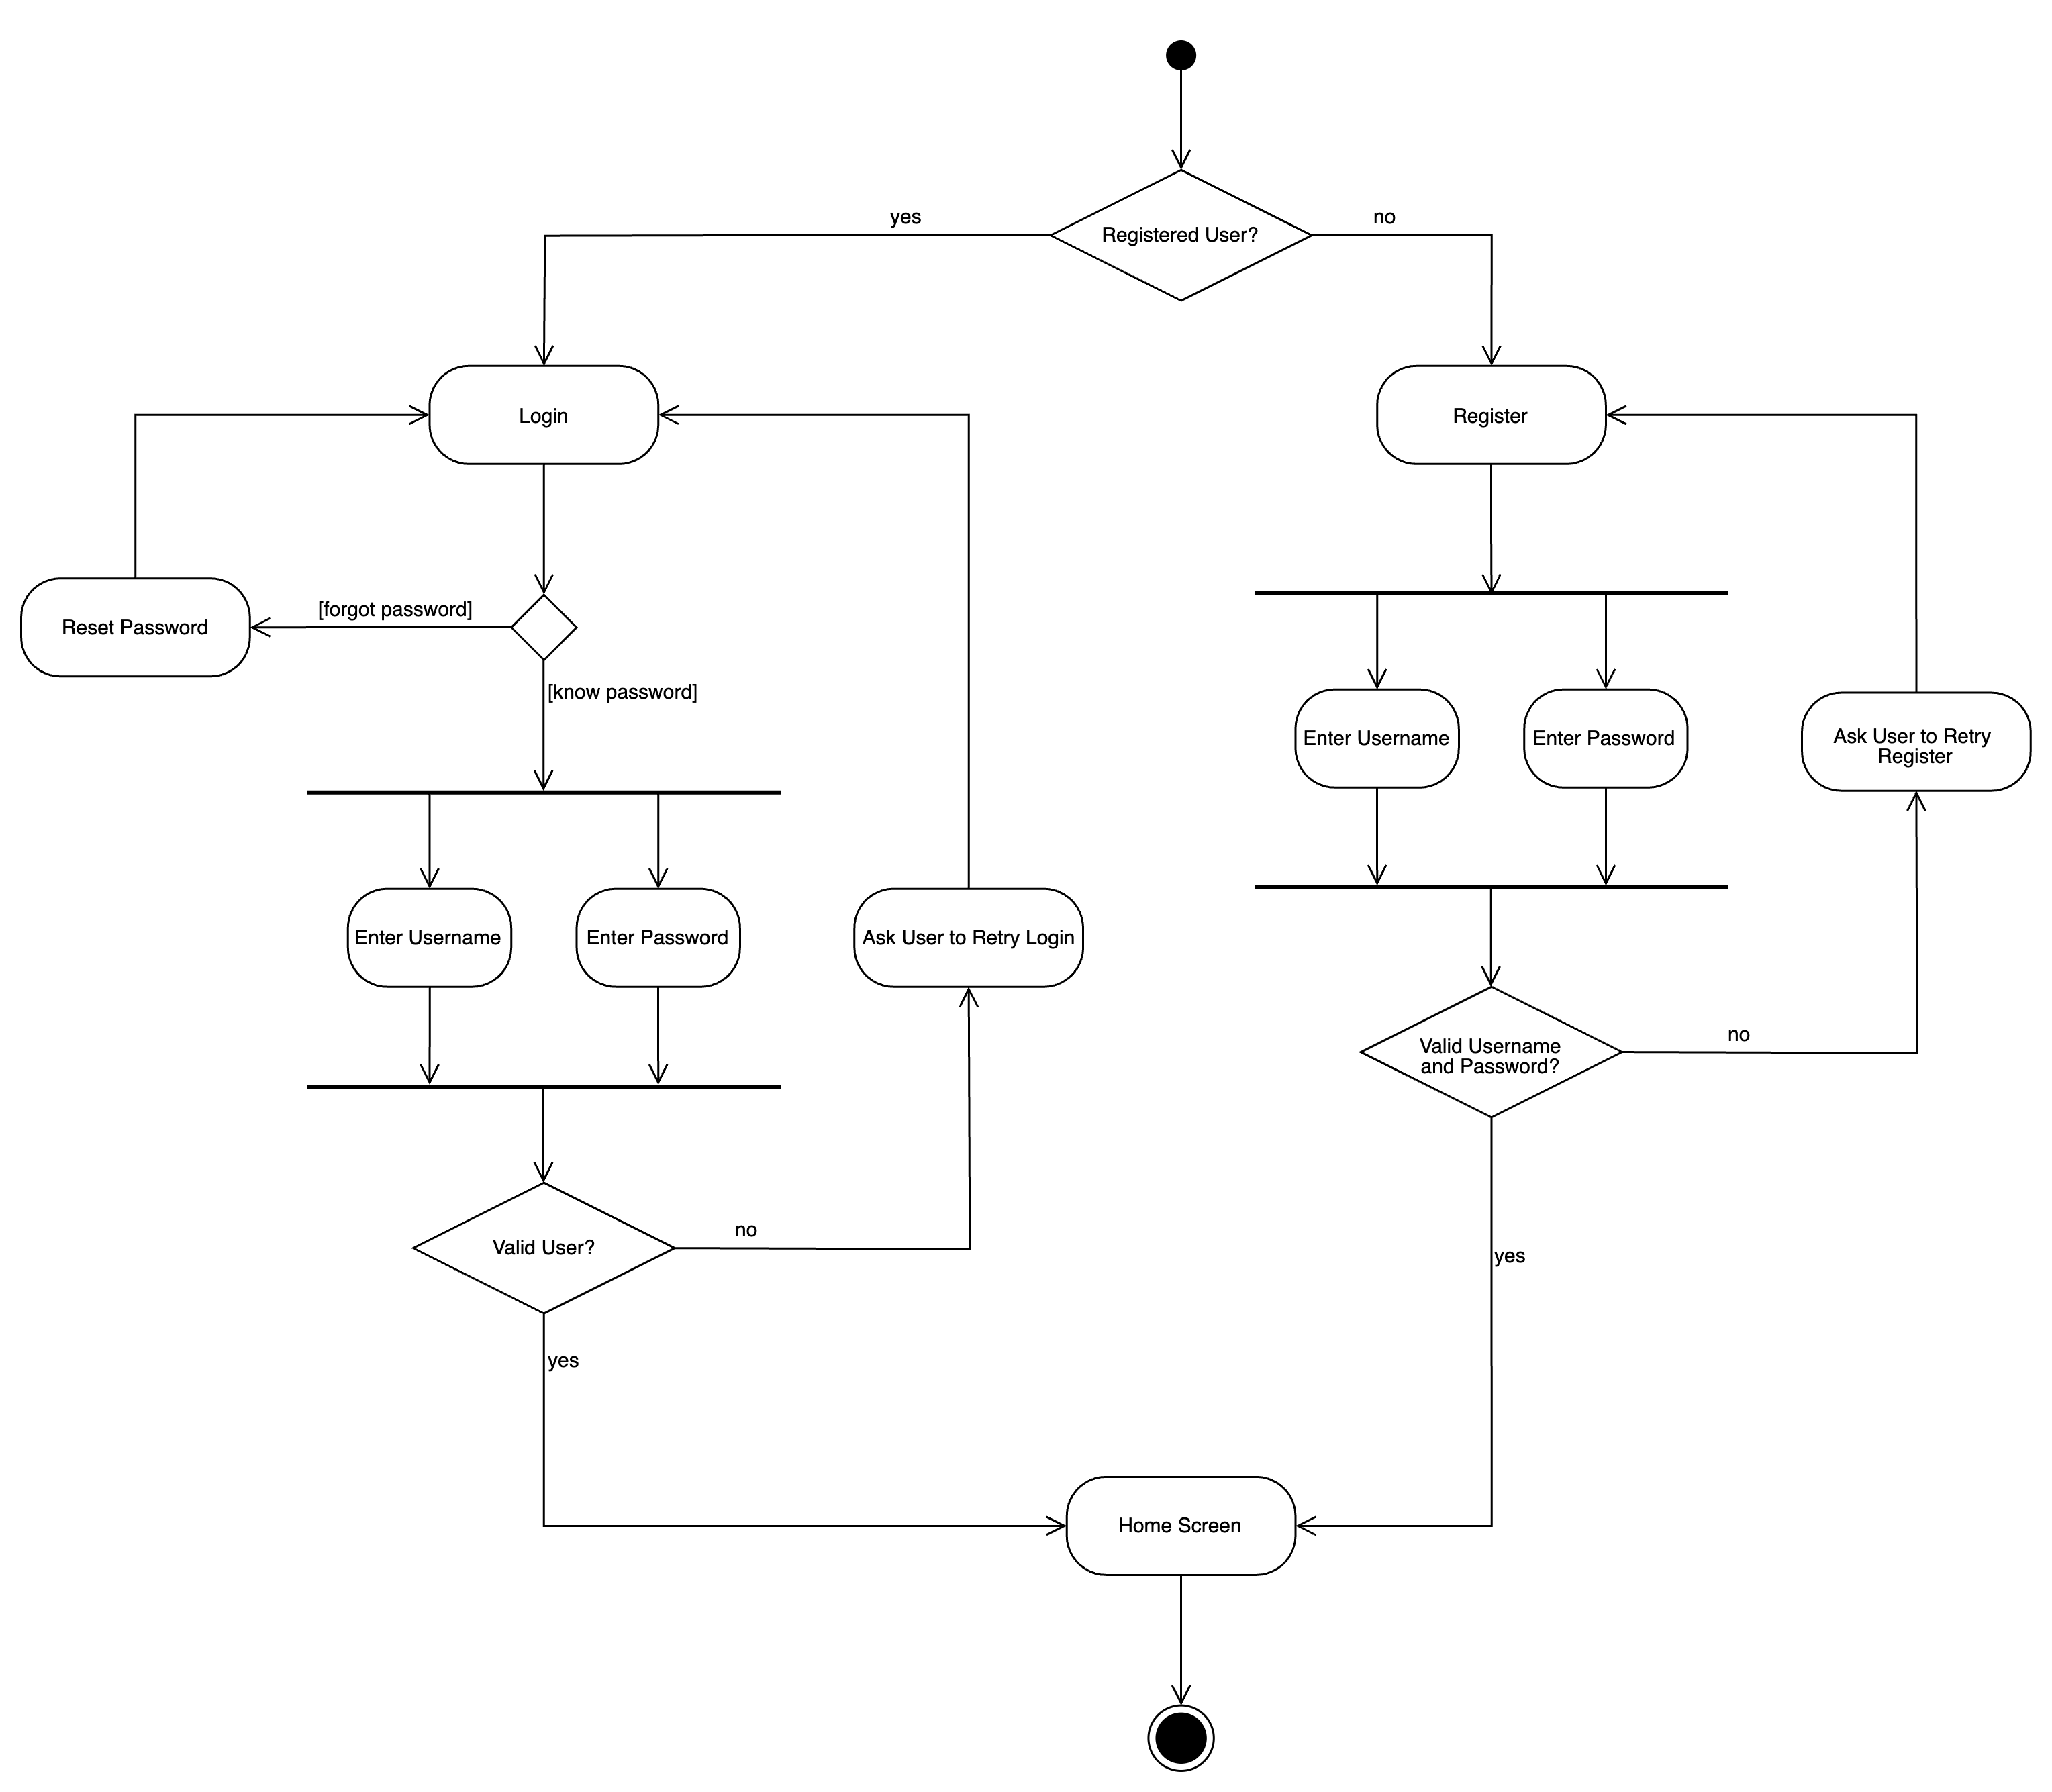 yes
no
Registered User?
Login
Register
[forgot password]
Reset Password
[know password]
Enter Username
Enter Password
Ask User to Retry
Register
Enter Username
Enter Password
Ask User to Retry Login
no
Valid Username
and Password?
no
Valid User?
yes
yes
Home Screen